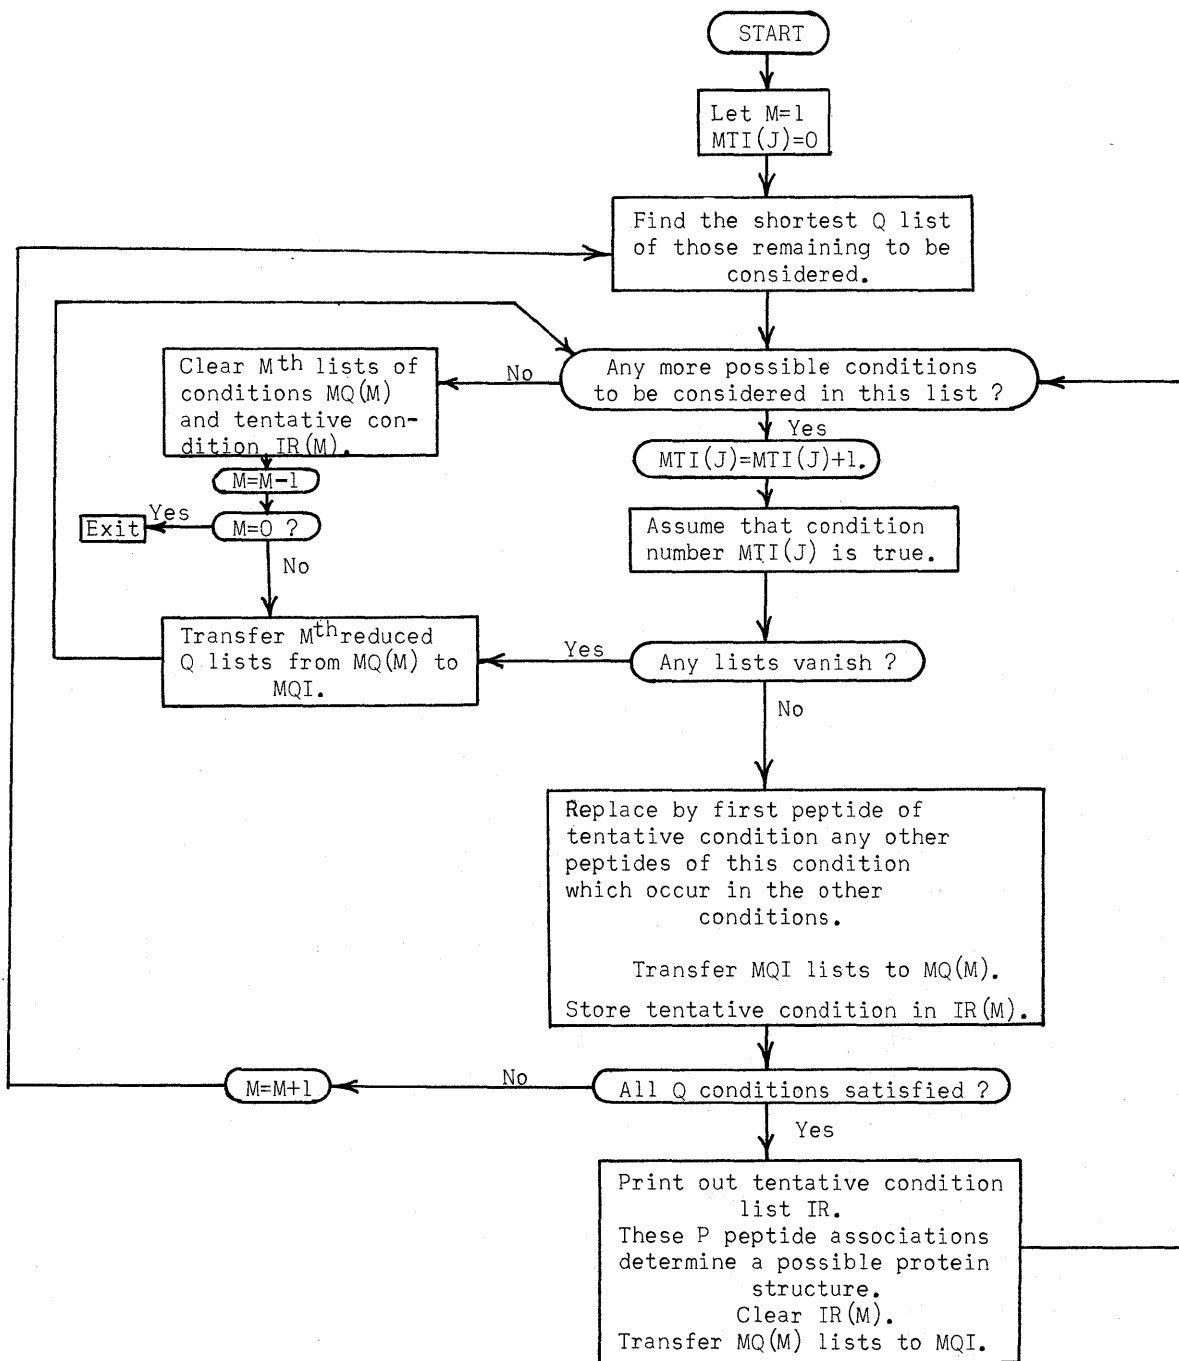 START
Let M=1
MTI(J)=0
Find the shortest Q list
of those remaining to be
considered.
Any more possible conditions
to be considered in this list ?
No
Clear Mth lists of
conditions MQ(M)
and tentative con-
dition IR(M).
M=M-1
M=0 ?
Yes
Exit
No
Transfer Mth reduced
Q lists from MQ(M) to
MQI.
Yes
MTI(J)=MTI(J)+1.
Assume that condition
number MTI(J) is true.
Any lists vanish ?
Yes
No
Replace by first peptide of
tentative condition any other
peptides of this condition
which occur in the other
conditions.
Transfer MQI lists to MQ(M).
Store tentative condition in IR(M).
All Q conditions satisfied ?
No
M=M+1
Yes
Print out tentative condition
list IR.
These P peptide associations
determine a possible protein
structure.
Clear IR(M).
Transfer MQ(M) lists to MQI.